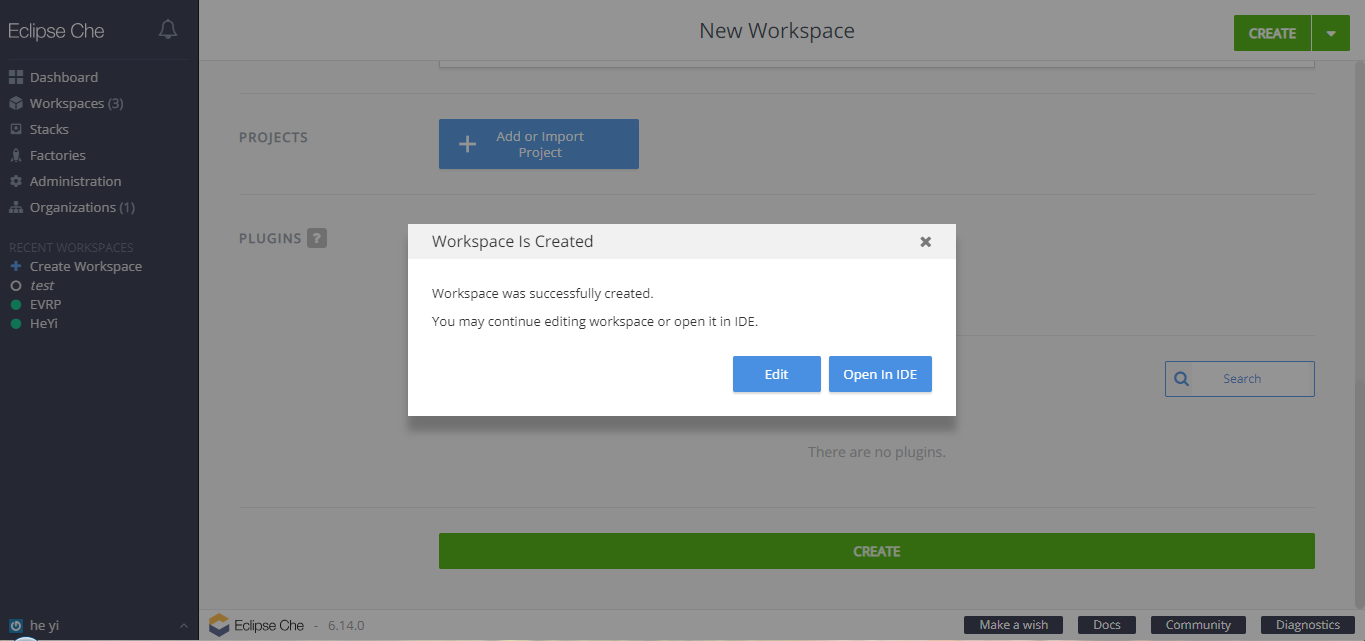 Eclipse Che
Dashboard
Workspaces (3)
Stacks
Factories
Administration
Organizations (1)
RECENT WORKSPACES
Create Workspace
test
EVRP
HeYi
he yi
New Workspace
CREATE
PROJECTS
Add or Import
Project
PLUGINS ?
Workspace Is Created
Workspace was successfully created.
You may continue editing workspace or open it in IDE.
Edit
Open In IDE
Search
There are no plugins.
CREATE
Eclipse Che - 6.14.0
Make a wish
Docs
Community
Diagnostics